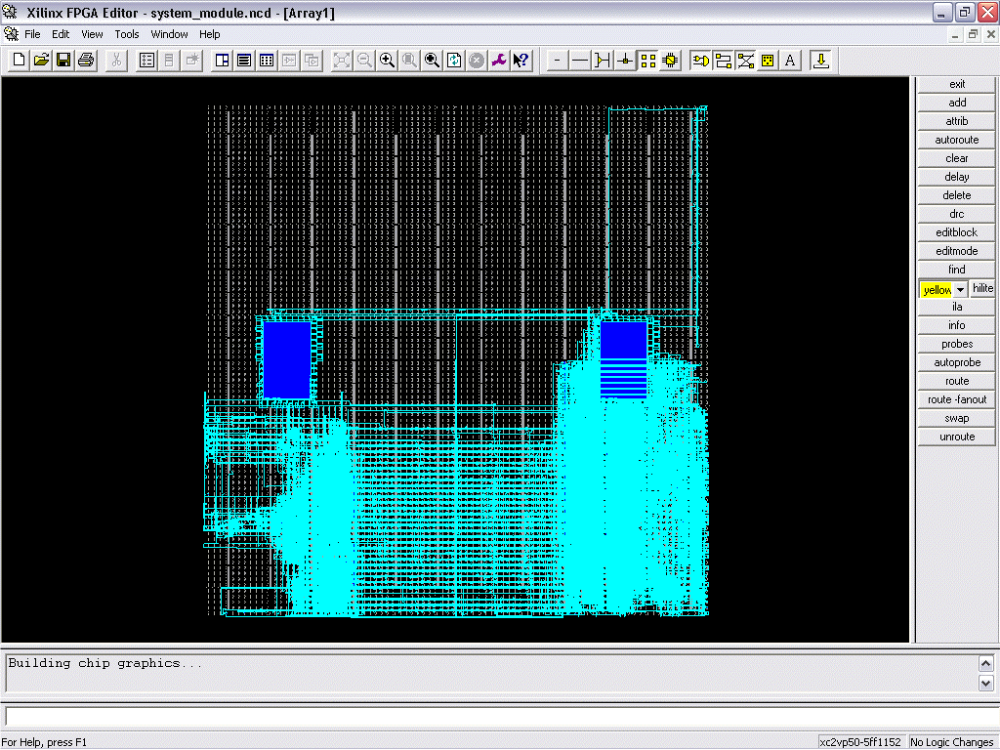 Xilinx FPGA Editor - system_module.ncd - [Array1]
File Edit View Tools Window Help
A
exit
add
attrib
autoroute
clear
delay
delete
drc
editblock
editmode
find
yellow hilite
ila
info
probes
autoprobe
route
route -fanout
swap
unroute
Building chip graphics...
For Help, press F1
xc2vp50-5ff1152 No Logic Changes